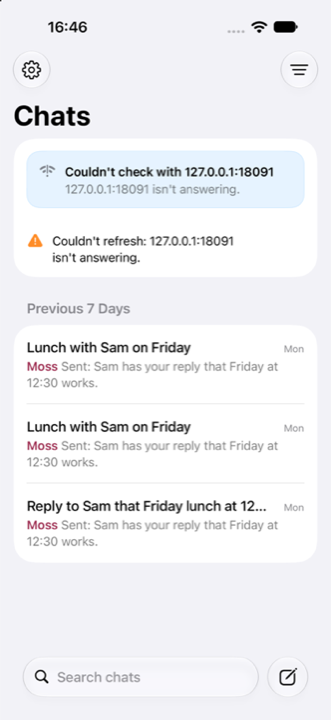 16:46
Chats
Couldn't check with 127.0.0.1:18091
127.0.0.1:18091 isn't answering.
Couldn't refresh: 127.0.0.1:18091
isn't answering.
Previous 7 Days
Lunch with Sam on Friday
Mon
Moss Sent: Sam has your reply that Friday at
12:30 works.
Lunch with Sam on Friday
Mon
Moss Sent: Sam has your reply that Friday at
12:30 works.
Reply to Sam that Friday lunch at 12...
Mon
Moss Sent: Sam has your reply that Friday at
12:30 works.
Search chats